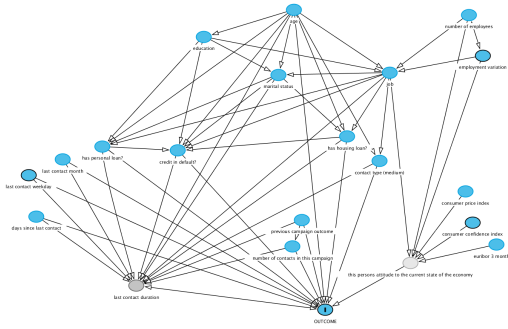 age
number of employees
education
employment variation
marital status
job
has personal loan?
credit in default?
has housing loan?
last contact month
contact type (medium)
last contact weekday
consumer price index
days since last contact
previous campaign outcome
consumer confidence index
number of contacts in this campaign
euribor 3 month
this persons attitude to the current state of the economy
last contact duration
OUTCOME